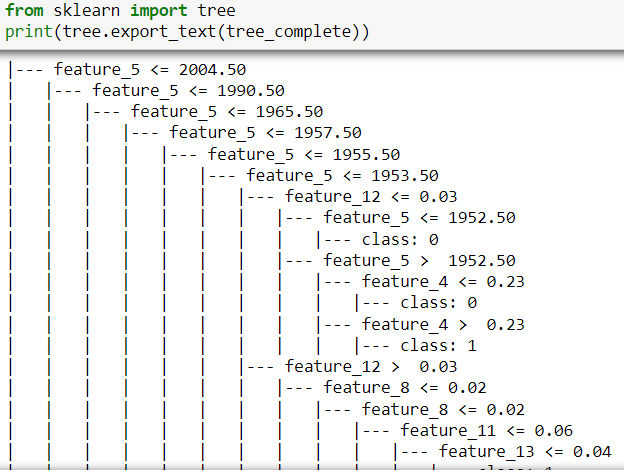 from sklearn import tree
print(tree.export_text(tree_complete))
|--- feature_5 <= 2004.50
|   |--- feature_5 <= 1990.50
|   |   |--- feature_5 <= 1965.50
|   |   |   |--- feature_5 <= 1957.50
|   |   |   |   |--- feature_5 <= 1955.50
|   |   |   |   |   |--- feature_5 <= 1953.50
|   |   |   |   |   |   |--- feature_12 <= 0.03
|   |   |   |   |   |   |   |--- feature_5 <= 1952.50
|   |   |   |   |   |   |   |   |--- class: 0
|   |   |   |   |   |   |   |--- feature_5 >  1952.50
|   |   |   |   |   |   |   |   |--- feature_4 <= 0.23
|   |   |   |   |   |   |   |   |   |--- class: 0
|   |   |   |   |   |   |   |   |--- feature_4 >  0.23
|   |   |   |   |   |   |   |   |   |--- class: 1
|   |   |   |   |   |   |--- feature_12 >  0.03
|   |   |   |   |   |   |   |--- feature_8 <= 0.02
|   |   |   |   |   |   |   |   |--- feature_8 <= 0.02
|   |   |   |   |   |   |   |   |   |--- feature_11 <= 0.06
|   |   |   |   |   |   |   |   |   |   |--- feature_13 <= 0.04